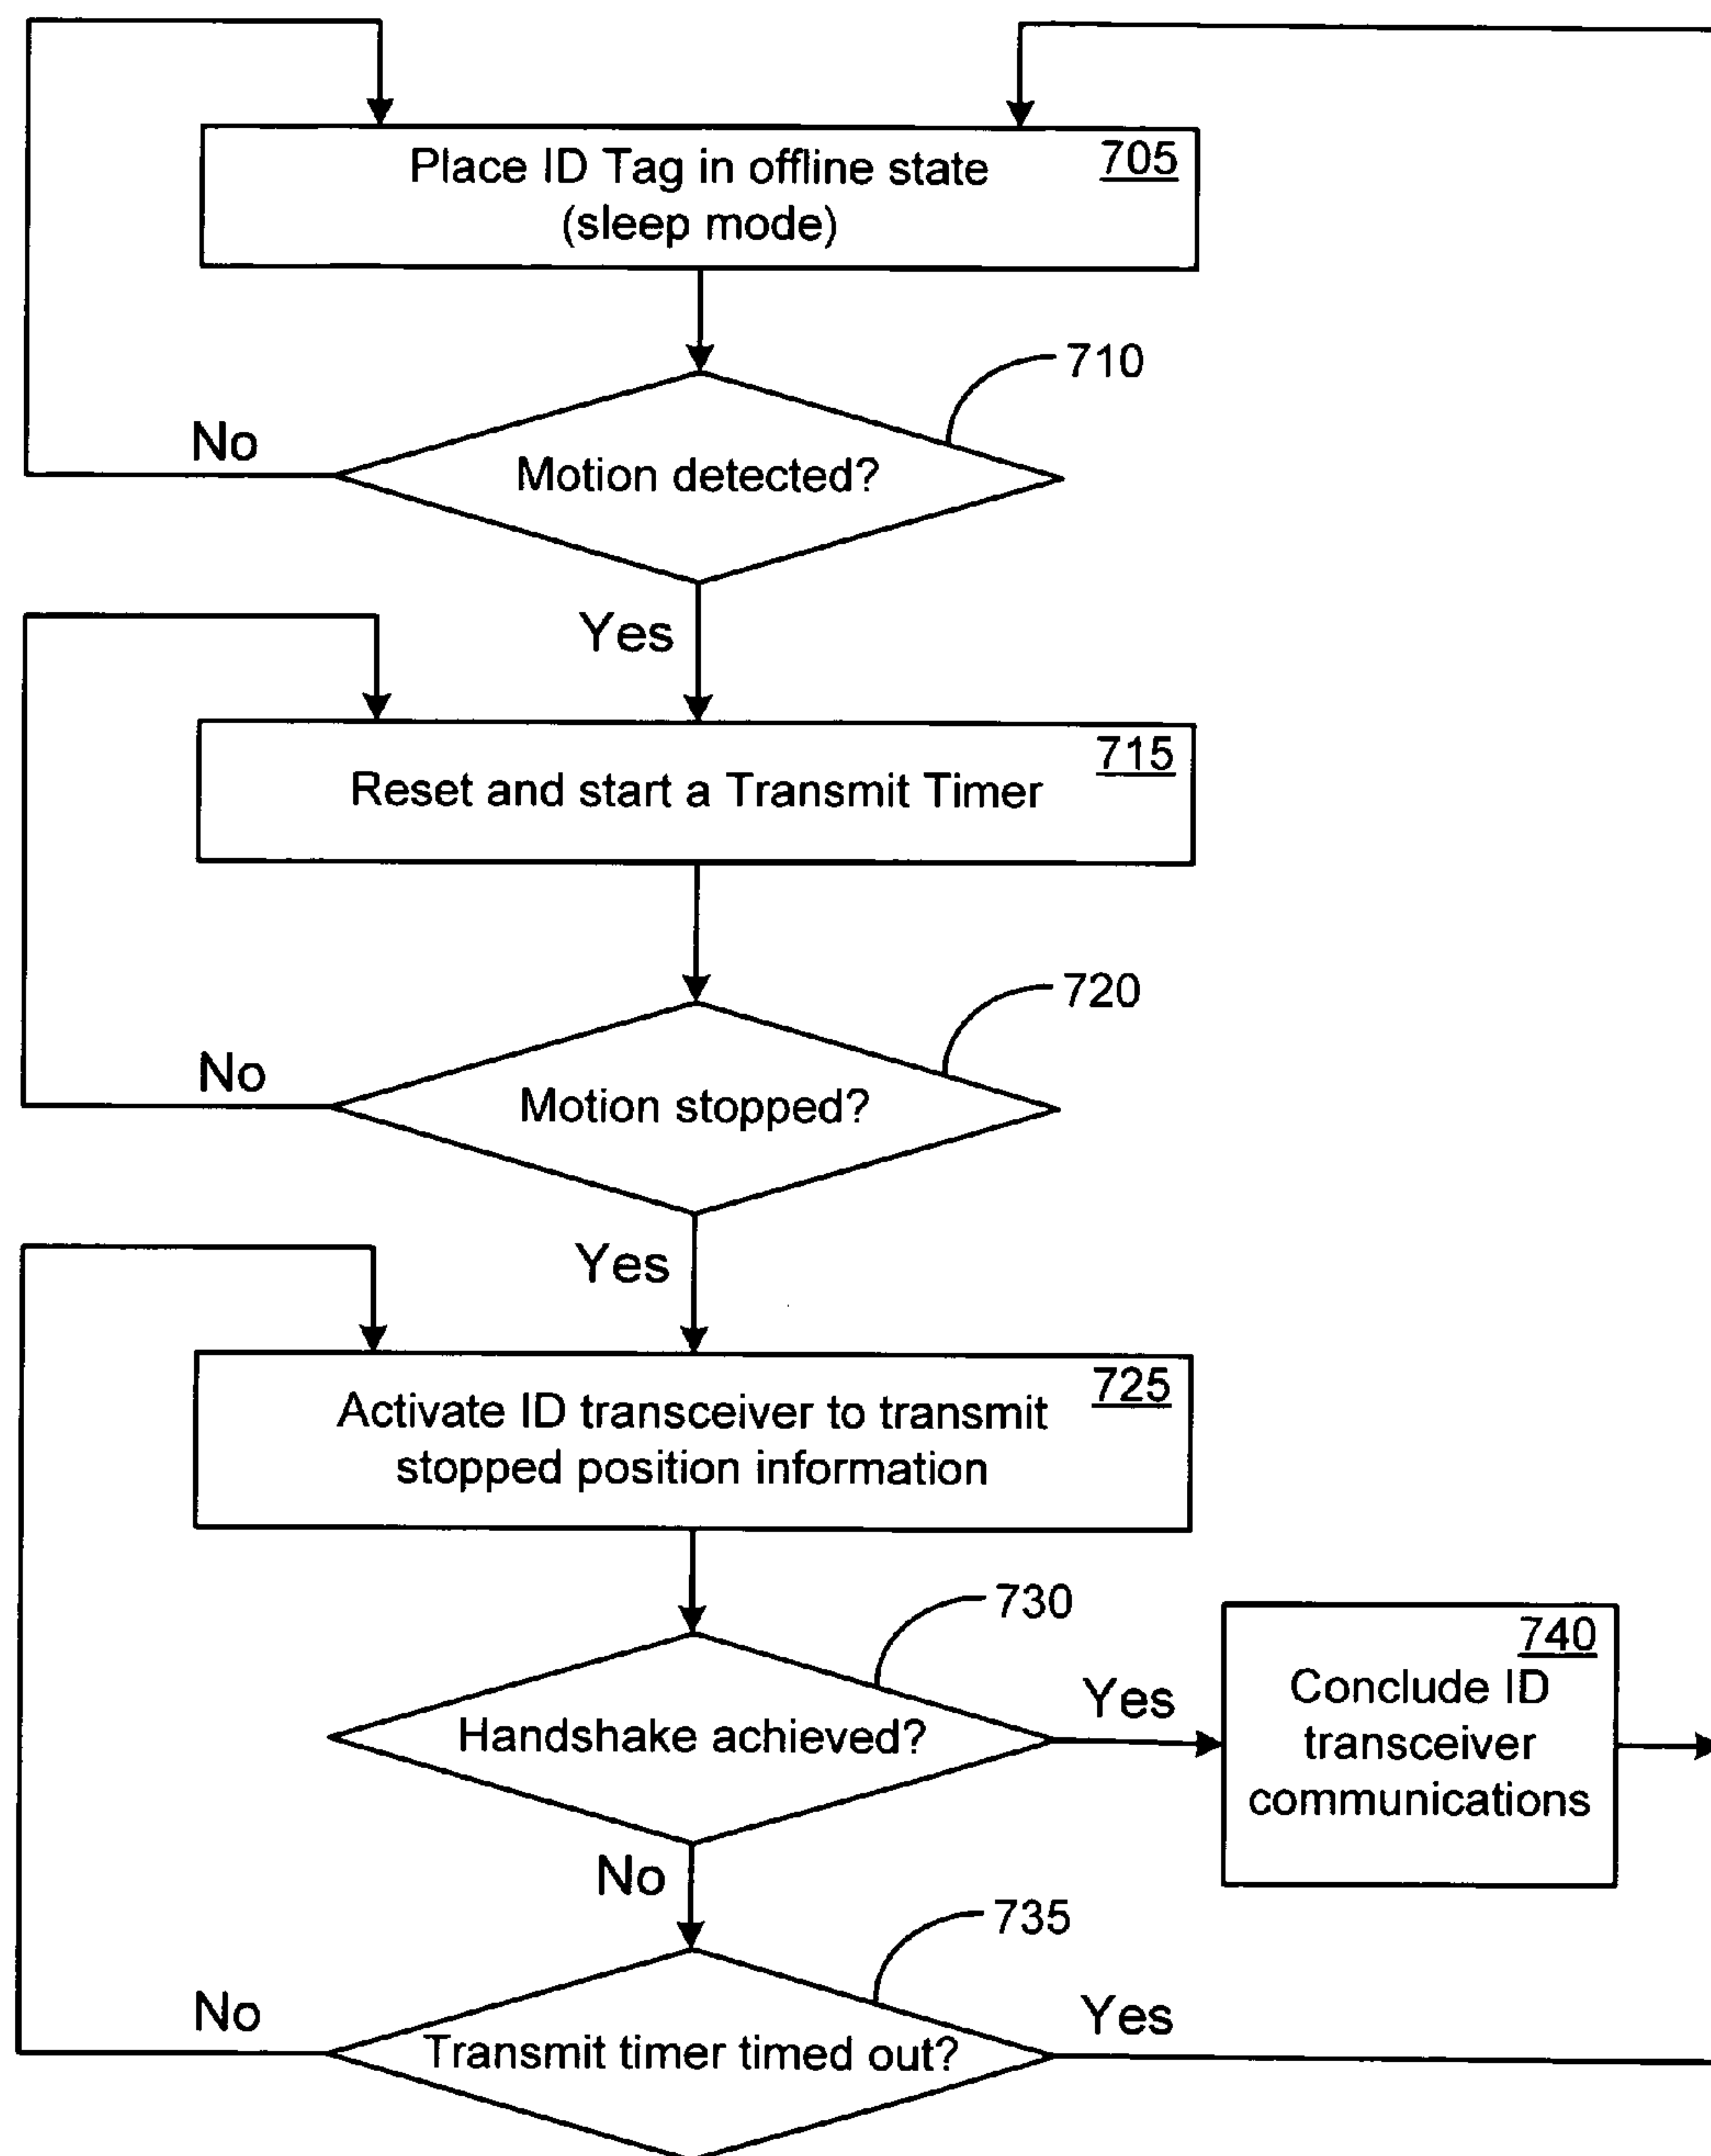 Place ID Tag in offline state
(sleep mode)
705
710
Motion detected?
No
Yes
715
Reset and start a Transmit Timer
720
Motion stopped?
No
Yes
725
Activate ID transceiver to transmit
stopped position information
730
Handshake achieved?
Yes
740
Conclude ID
transceiver
communications
No
735
Transmit timer timed out?
No
Yes